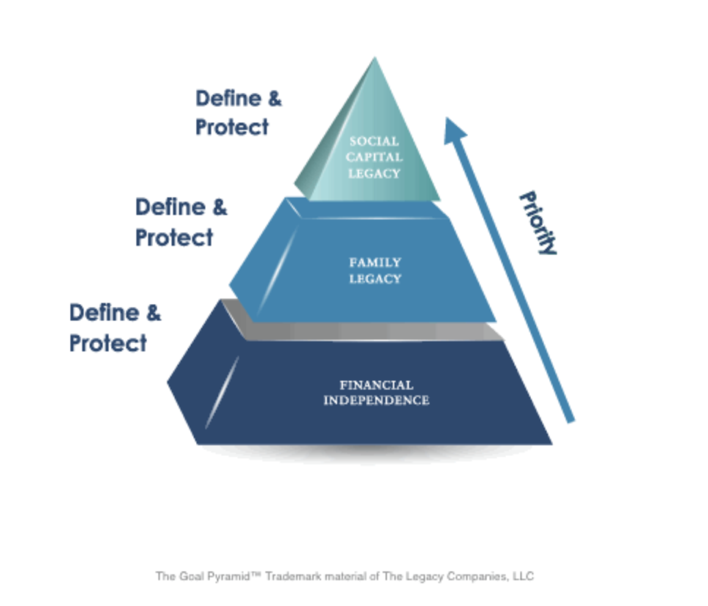 Define &
Protect
SOCIAL
CAPITAL
LEGACY
Define &
Protect
Priority
FAMILY
LEGACY
Define &
Protect
FINANCIAL
INDEPENDENCE
The Goal Pyramid™ Trademark material of The Legacy Companies, LLC